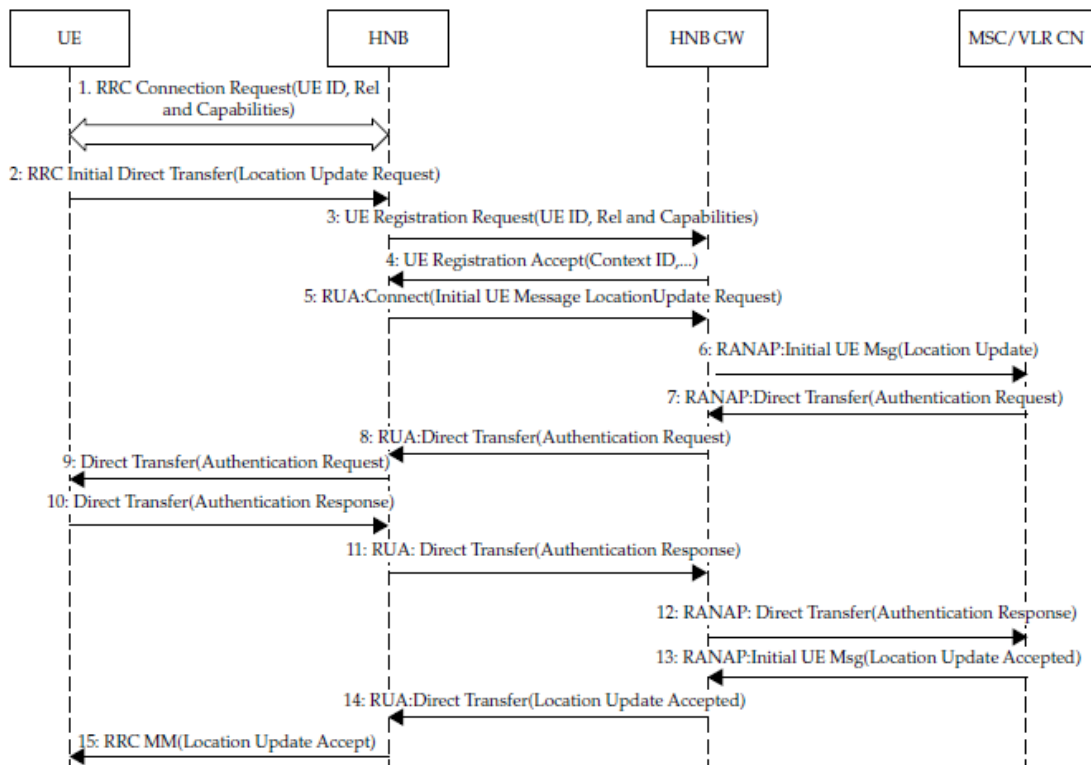 UE
HNB
HNB GW
MSC/VLR CN
1. RRC Connection Request(UE ID, Rel
and Capabilities)
2: RRC Initial Direct Transfer(Location Update Request)
3: UE Registration Request(UE ID, Rel and Capabilities)
4: UE Registration Accept(Context ID,...)
5: RUA:Connect(Initial UE Message LocationUpdate Request)
6: RANAP:Initial UE Msg(Location Update)
7: RANAP:Direct Transfer(Authentication Request)
8: RUA:Direct Transfer(Authentication Request)
9: Direct Transfer(Authentication Request)
10: Direct Transfer(Authentication Response)
11: RUA: Direct Transfer(Authentication Response)
12: RANAP: Direct Transfer(Authentication Response)
13: RANAP:Initial UE Msg(Location Update Accepted)
14: RUA:Direct Transfer(Location Update Accepted)
15: RRC MM(Location Update Accept)